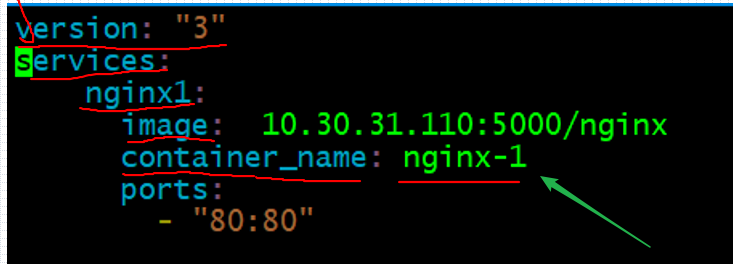 version: "3"
services:
    nginx1:
      image:  10.30.31.110:5000/nginx
      container_name: nginx-1
      ports:
        - "80:80"